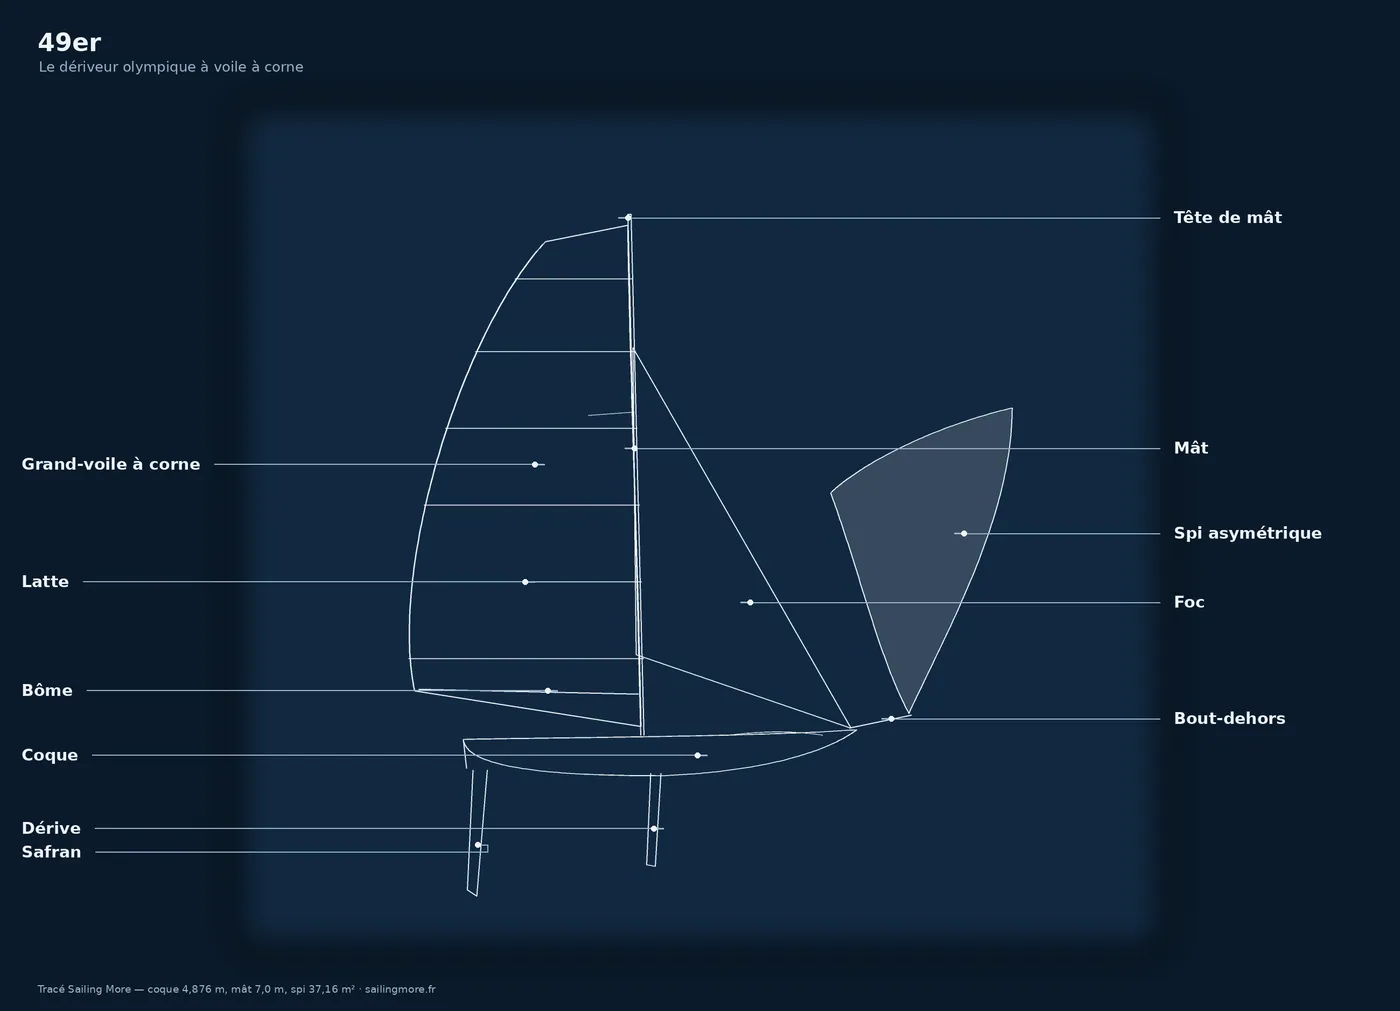 49er
Le dériveur olympique à voile à corne
Tête de mât
Mât
Grand-voile à corne
Spi asymétrique
Latte
Foc
Bôme
Bout-dehors
Coque
Dérive
Safran
Tracé Sailing More — coque 4,876 m, mât 7,0 m, spi 37,16 m² · sailingmore.fr